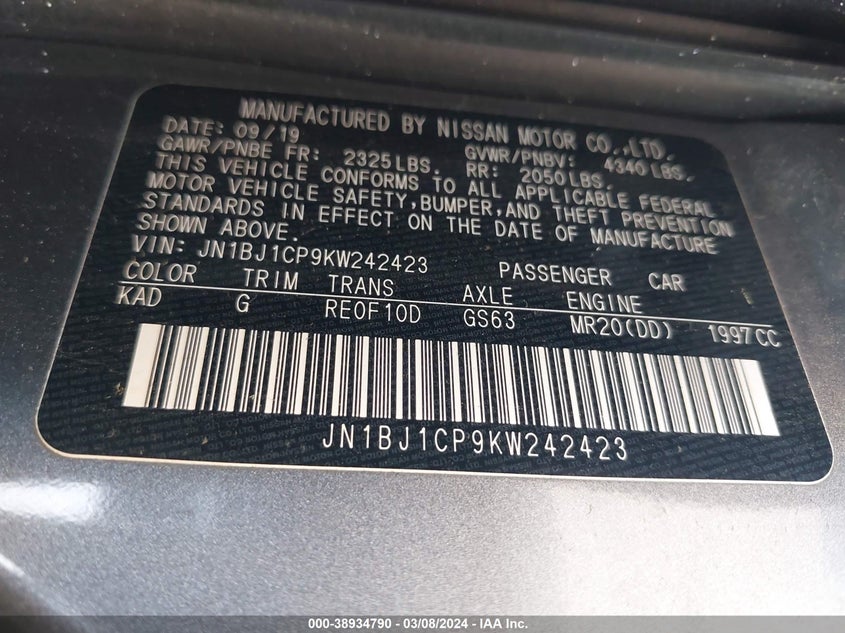 MANUFACTURED BY NISSAN MOTOR CO.,LTD.
DATE: 09/19 GVWR/PNBV: 4340 LBS.
GAWR/PNBE FR: 2325LBS. RR: 2050LBS.
THIS VEHICLE CONFORMS TO ALL APPLICABLE FEDERAL
MOTOR VEHICLE SAFETY,BUMPER,AND THEFT PREVENTION
STANDARDS IN EFFECT ON THE DATE OF MANUFACTURE
SHOWN ABOVE.
VIN: JN1BJ1CP9KW242423 PASSENGER CAR
COLOR TRIM TRANS AXLE ENGINE
KAD G RE0F10D GS63 MR20(DD) 1997CC
JN1BJ1CP9KW242423
000-38934790 - 03/08/2024 - IAA Inc.